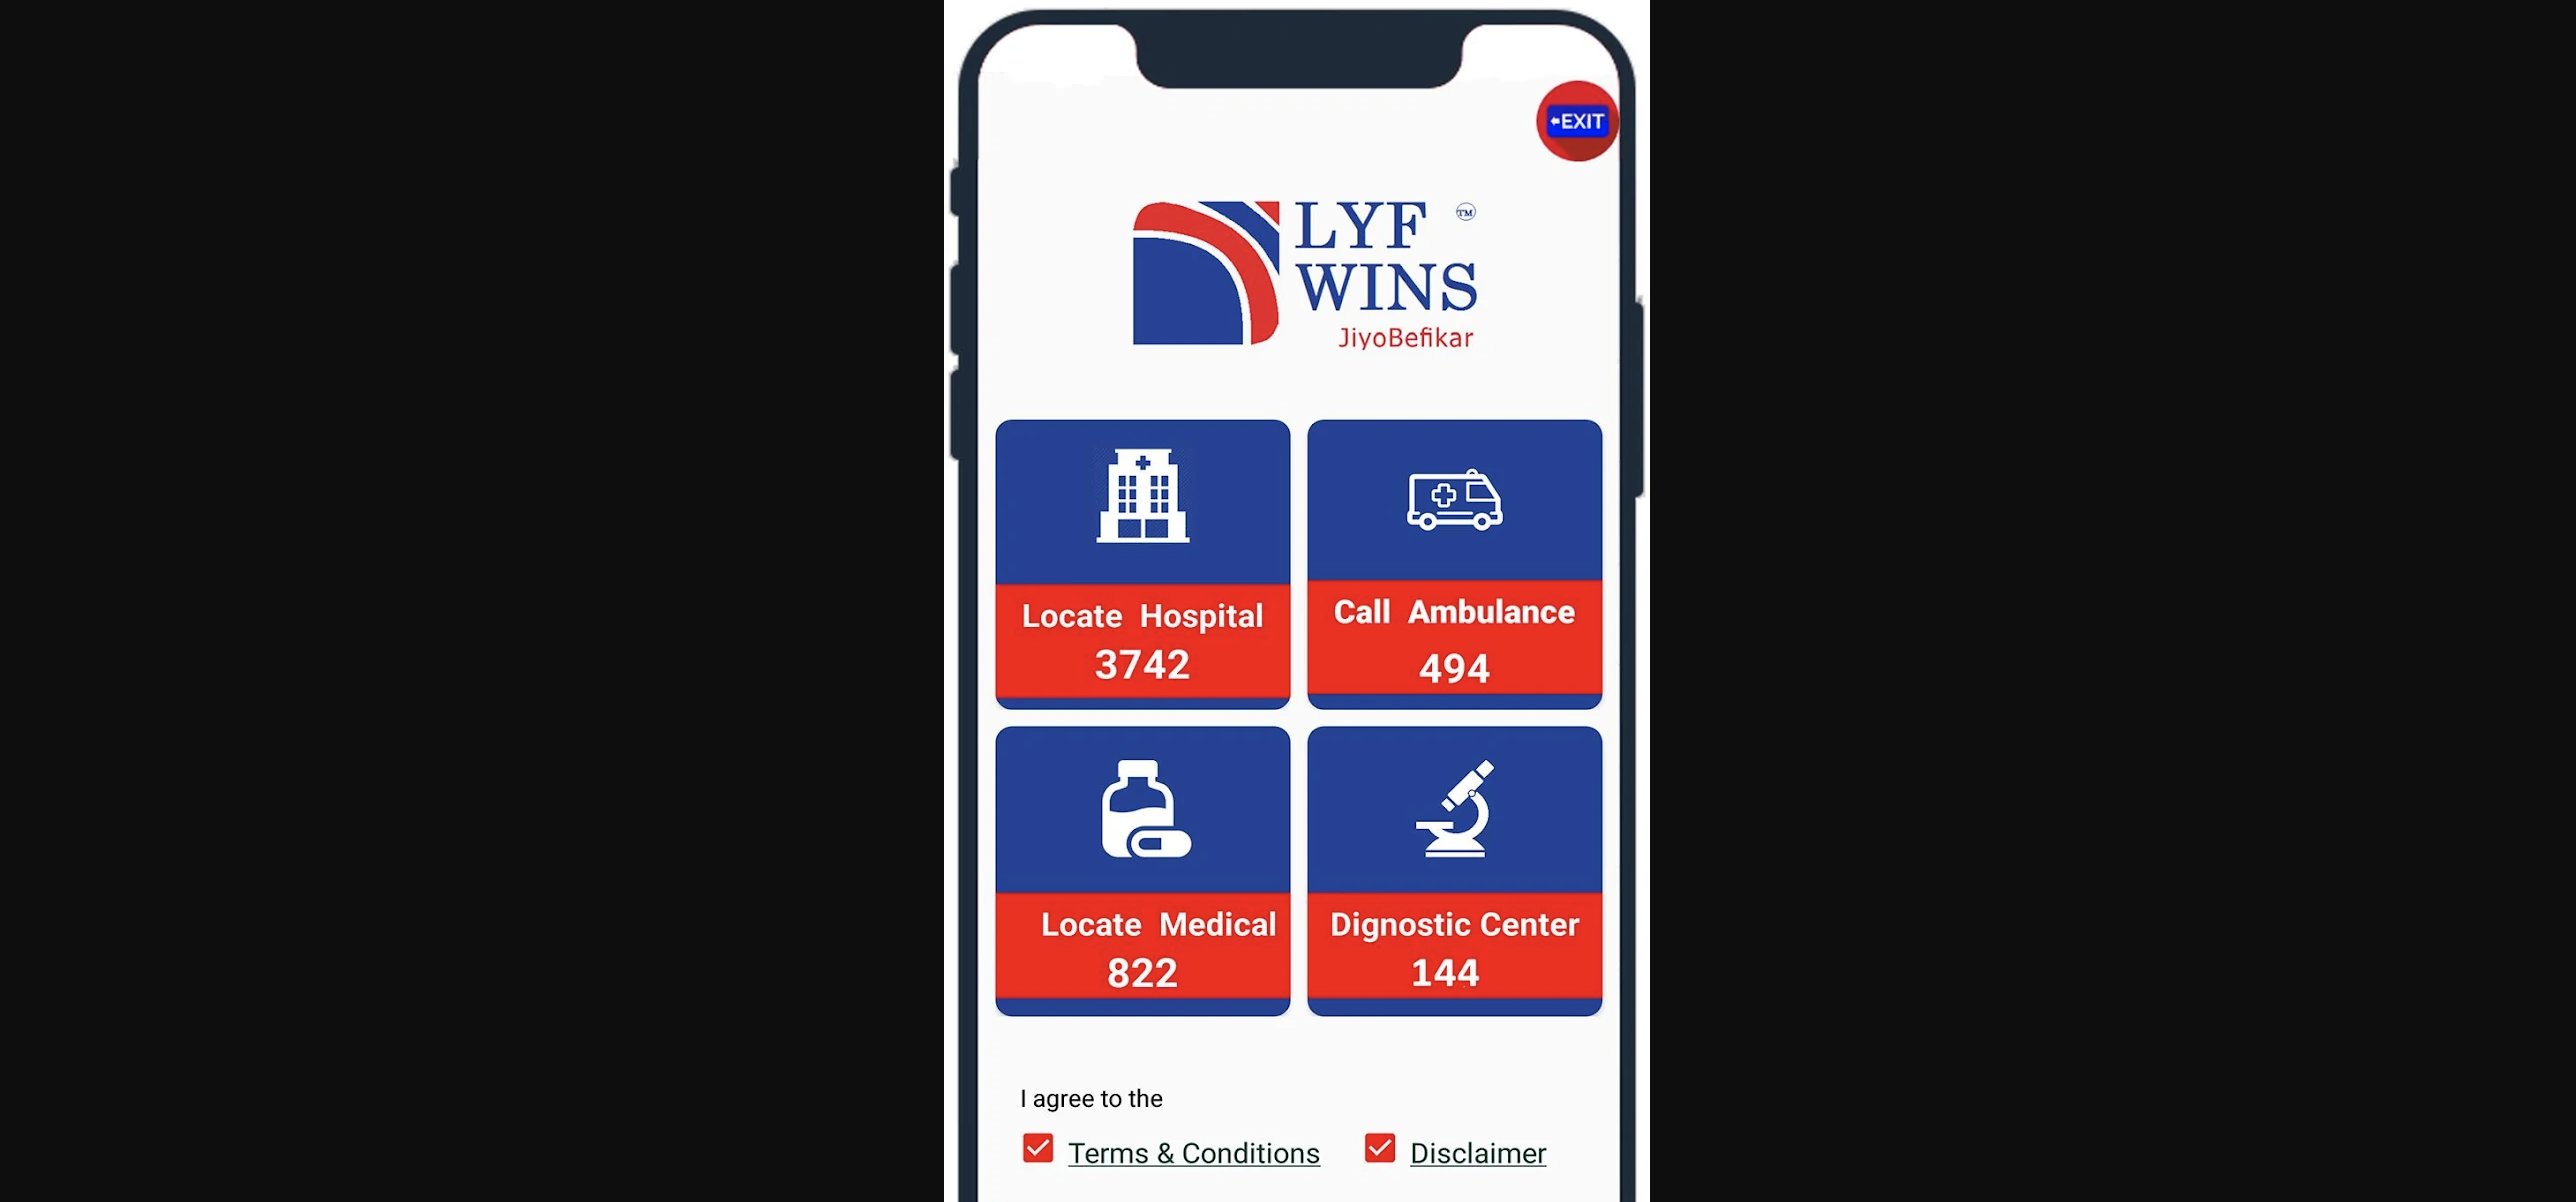 EXIT
LYF TM
WINS
JiyoBefikar
Locate Hospital
3742
Call Ambulance
494
Locate Medical
822
Dignostic Center
144
I agree to the
Terms & Conditions
Disclaimer